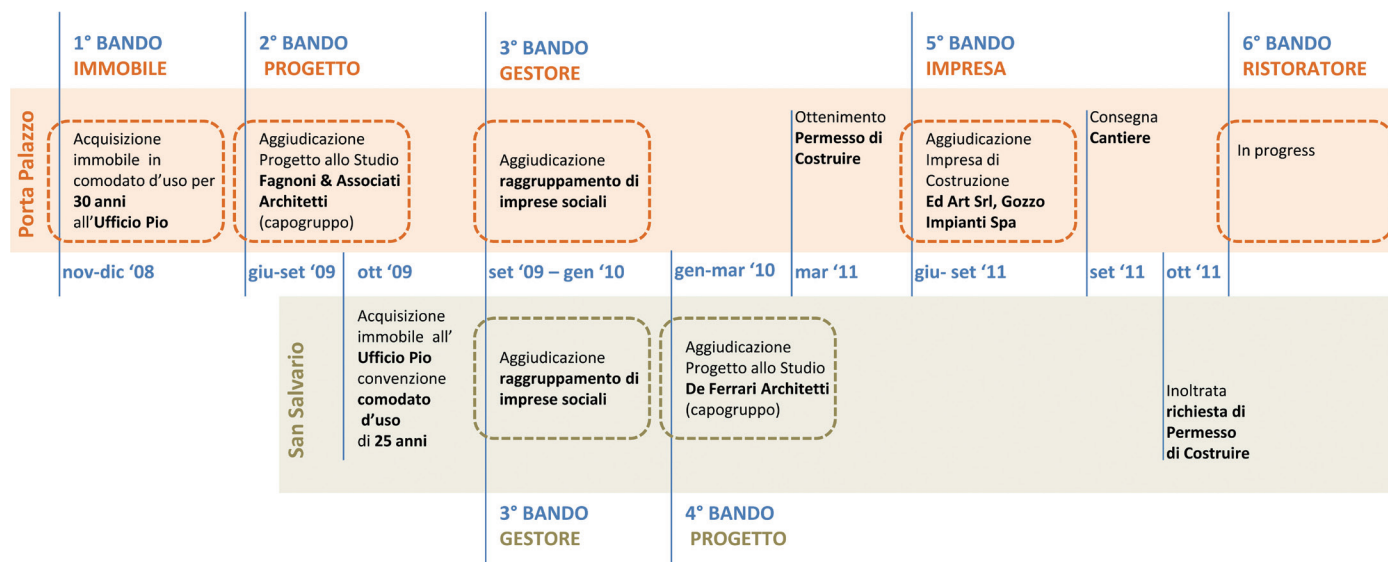 1° BANDO
IMMOBILE
2° BANDO
PROGETTO
3° BANDO
GESTORE
5° BANDO
IMPRESA
6° BANDO
RISTORATORE
Porta Palazzo
Acquisizione
immobile in
comodato d'uso per
30 anni
all'Ufficio Pio
Aggiudicazione
Progetto allo Studio
Fagnoni & Associati
Architetti
(capogruppo)
Aggiudicazione
raggruppamento di
imprese sociali
Ottenimento
Permesso di
Costruire
Aggiudicazione
Impresa di
Costruzione
Ed Art Srl, Gozzo
Impianti Spa
Consegna
Cantiere
In progress
nov-dic '08
giu-set '09
ott '09
set '09 – gen '10
gen-mar '10
mar '11
giu- set '11
set '11
ott '11
San Salvario
Acquisizione
immobile all'
Ufficio Pio
convenzione
comodato
d'uso
di 25 anni
Aggiudicazione
raggruppamento di
imprese sociali
Aggiudicazione
Progetto allo Studio
De Ferrari Architetti
(capogruppo)
Inoltrata
richiesta di
Permesso
di Costruire
3° BANDO
GESTORE
4° BANDO
PROGETTO